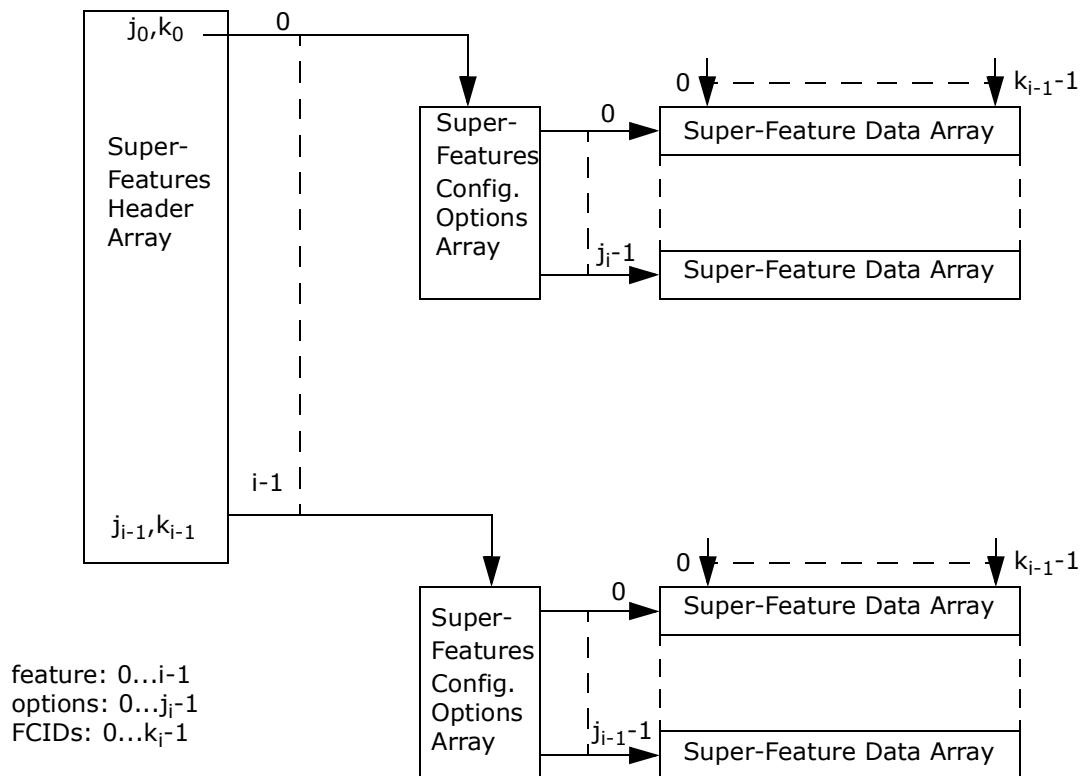 j0,k0
0
Super-
Features
Header
Array
Super-
Features
Config.
Options
Array
0
ji-1
0
ki-1-1
Super-Feature Data Array
Super-Feature Data Array
i-1
ji-1,ki-1
Super-
Features
Config.
Options
Array
0
ji-1-1
0
ki-1-1
Super-Feature Data Array
Super-Feature Data Array
feature: 0...i-1
options: 0...ji-1
FCIDs: 0...ki-1